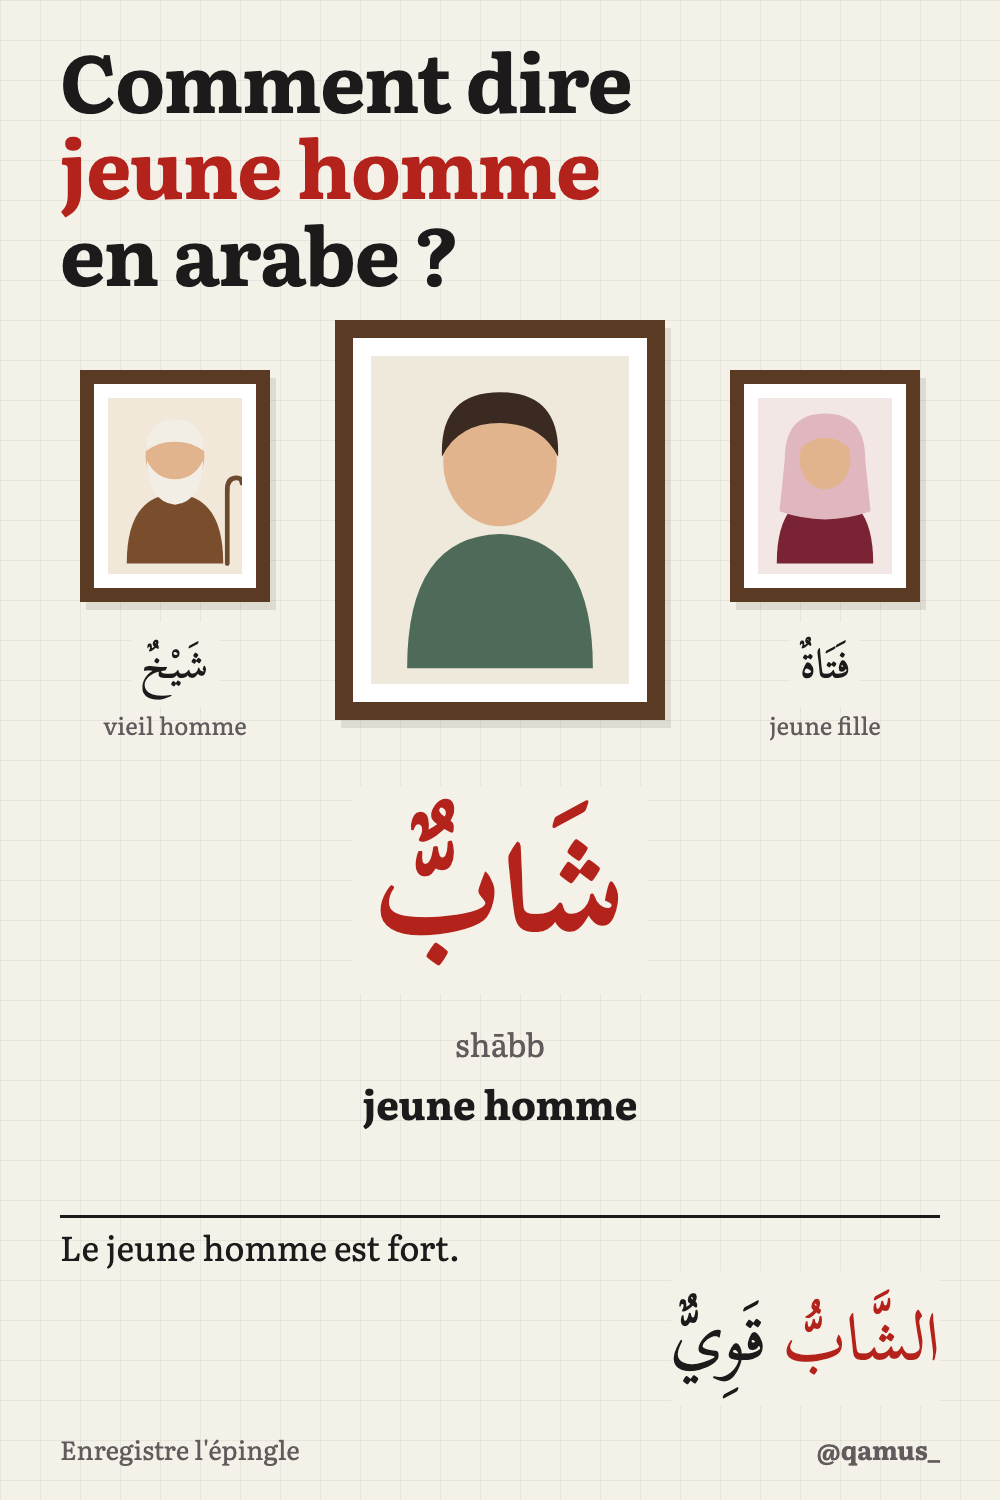 Comment dire
jeune homme
en arabe ?
شَيْخٌ
vieil homme
فَتَاةٌ
jeune fille
شَابٌّ
shābb
jeune homme
Le jeune homme est fort.
الشَّابُّ قَوِيٌّ
Enregistre l'épingle
@qamus_